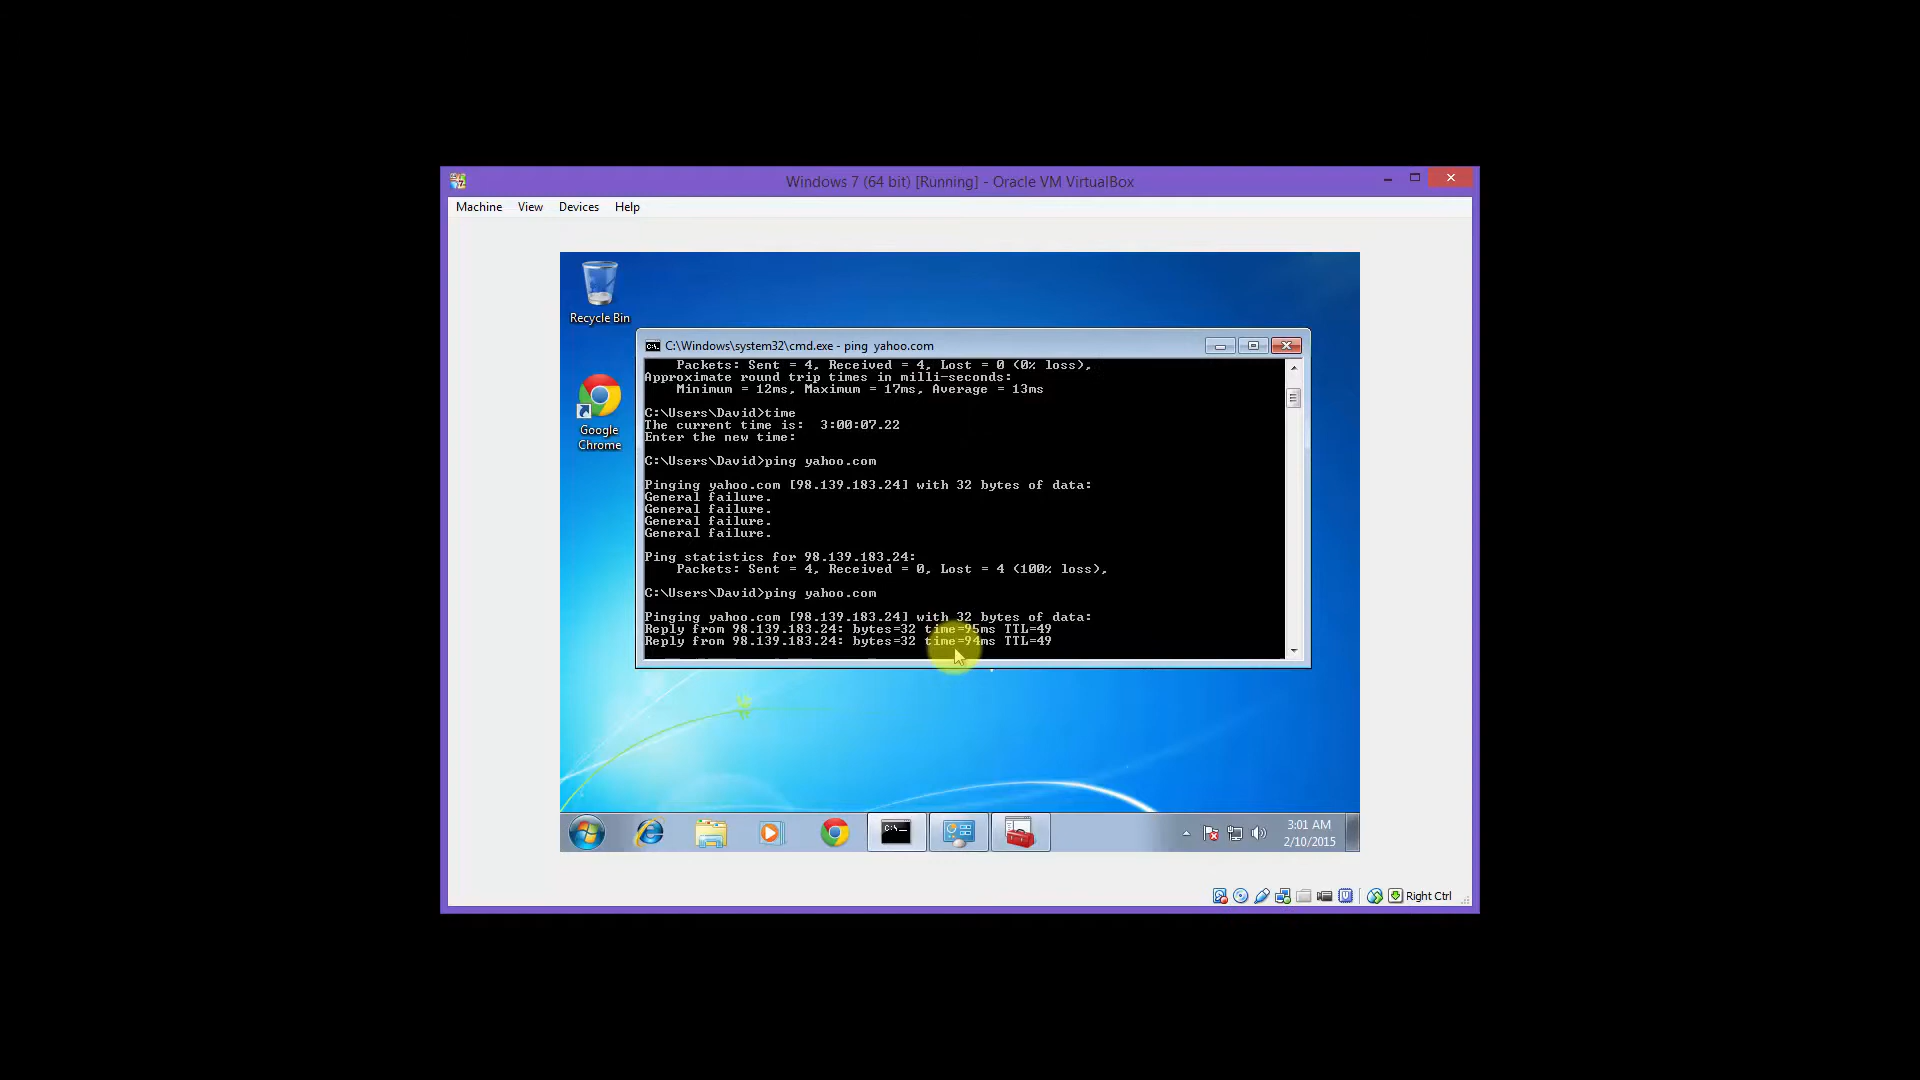 Windows 7 (64 bit) [Running] - Oracle VM VirtualBox
Machine View Devices Help
Recycle Bin
Google
Chrome
C:\Windows\system32\cmd.exe - ping  yahoo.com
Packets: Sent = 4, Received = 4, Lost = 0 (0% loss),
Approximate round trip times in milli-seconds:
Minimum = 12ms, Maximum = 17ms, Average = 13ms
C:\Users\David>time
The current time is:  3:00:07.22
Enter the new time:
C:\Users\David>ping yahoo.com
Pinging yahoo.com [98.139.183.24] with 32 bytes of data:
General failure.
General failure.
General failure.
General failure.
Ping statistics for 98.139.183.24:
Packets: Sent = 4, Received = 0, Lost = 4 (100% loss),
C:\Users\David>ping yahoo.com
Pinging yahoo.com [98.139.183.24] with 32 bytes of data:
Reply from 98.139.183.24: bytes=32 time=95ms TTL=49
Reply from 98.139.183.24: bytes=32 time=94ms TTL=49
3:01 AM
2/10/2015
Right Ctrl